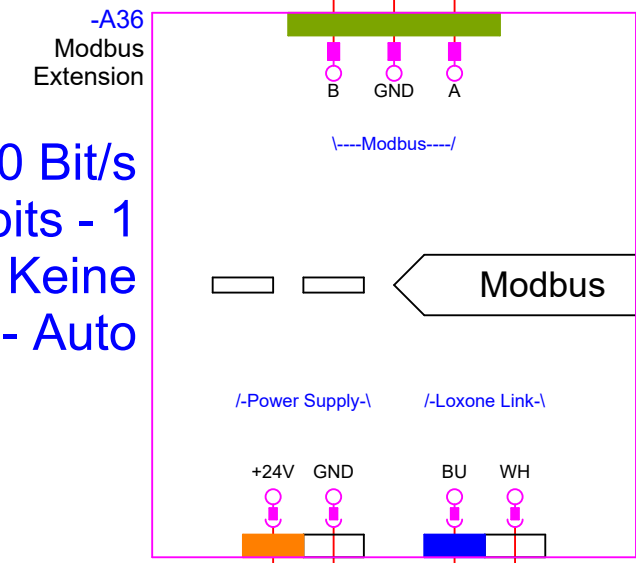 -A36
Modbus
Extension
B GND A
\----Modbus----/
0 Bit/s
bits - 1
Keine
- Auto
Modbus
/-Power Supply-\ /-Loxone Link-\
+24V GND BU WH